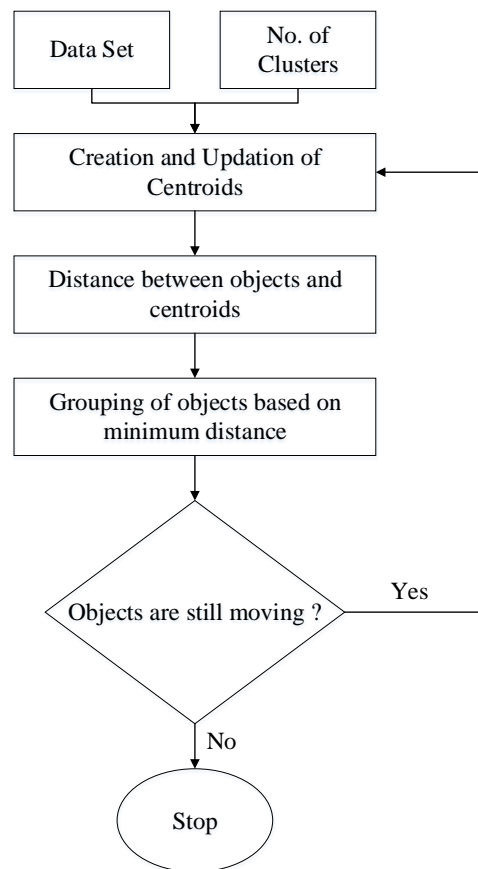 Data Set
No. of
Clusters
Creation and Updation of
Centroids
Distance between objects and
centroids
Grouping of objects based on
minimum distance
Objects are still moving ?
Yes
No
Stop